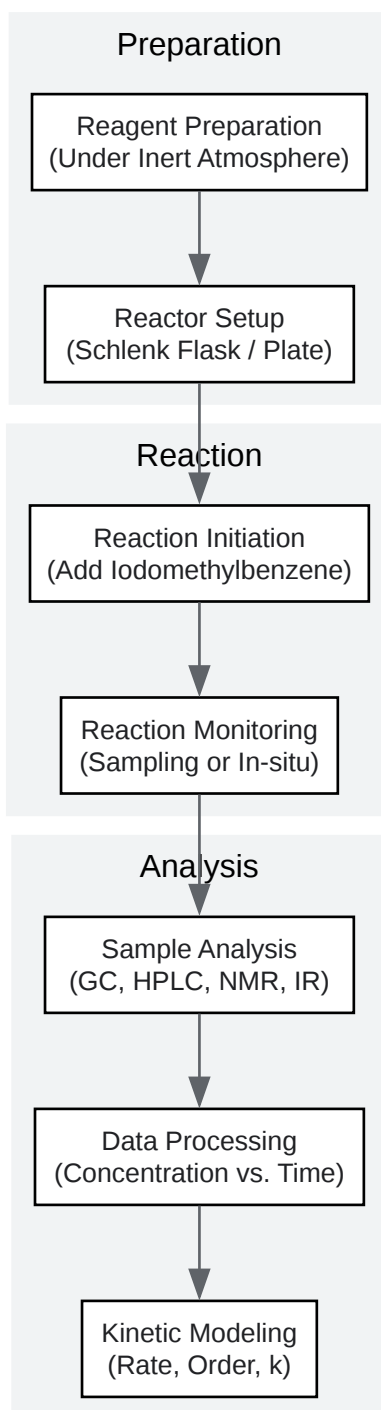 Preparation
Reagent Preparation
(Under Inert Atmosphere)
Reactor Setup
(Schlenk Flask / Plate)
Reaction
Reaction Initiation
(Add Iodomethylbenzene)
Reaction Monitoring
(Sampling or In-situ)
Analysis
Sample Analysis
(GC, HPLC, NMR, IR)
Data Processing
(Concentration vs. Time)
Kinetic Modeling
(Rate, Order, k)